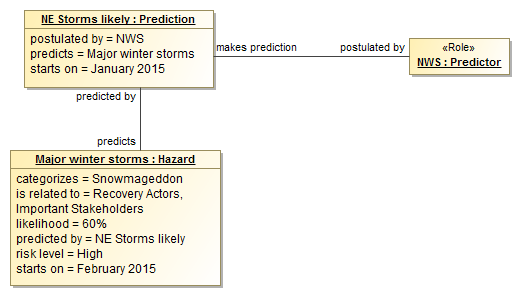 NE Storms likely : Prediction
postulated by = NWS
predicts = Major winter storms
starts on = January 2015
makes prediction
postulated by
«Role»
NWS : Predictor
predicted by
predicts
Major winter storms : Hazard
categorizes = Snowmageddon
is related to = Recovery Actors,
Important Stakeholders
likelihood = 60%
predicted by = NE Storms likely
risk level = High
starts on = February 2015